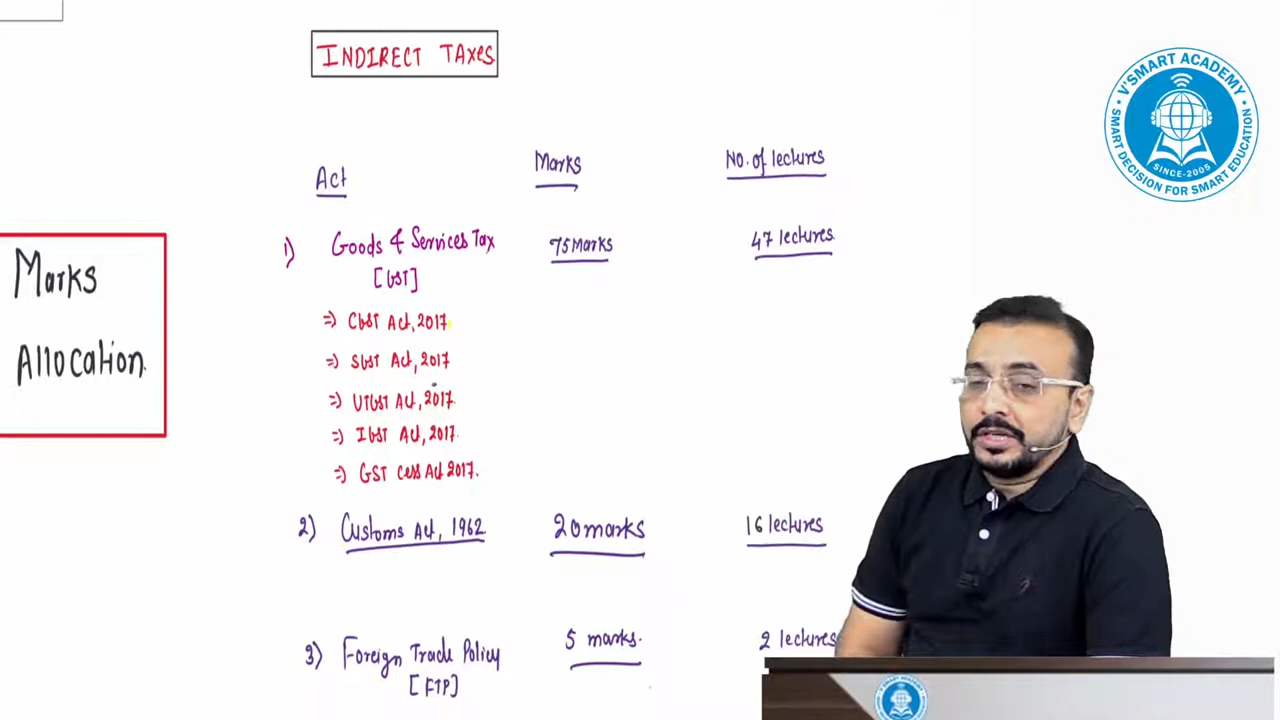 INDIRECT TAXES
V'SMART ACADEMY
SINCE-2005
SMART DECISION FOR SMART EDUCATION
Act
Marks
No. of lectures
1) Goods & Services Tax 75 Marks 47 lectures
[GST]
=) CGST Act, 2017
=) SGST Act, 2017
=) UTGST Act, 2017.
=) IGST Act, 2017.
=) GST Cess Act 2017.
2) Customs Act, 1962 20 marks 16 lectures
3) Foreign Trade Policy 5 marks. 2 lectures
[FTP]
Marks
Allocation.